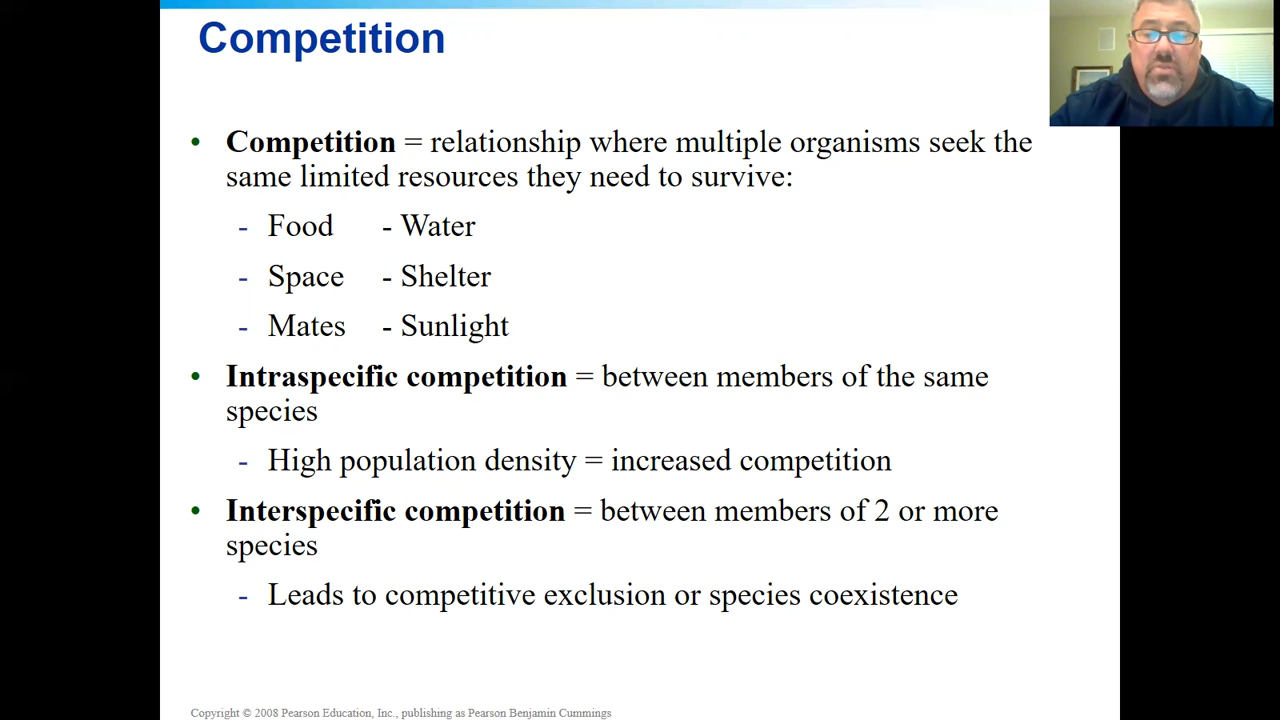 Competition
• Competition = relationship where multiple organisms seek the
same limited resources they need to survive:
- Food - Water
- Space - Shelter
- Mates - Sunlight
• Intraspecific competition = between members of the same
species
- High population density = increased competition
• Interspecific competition = between members of 2 or more
species
- Leads to competitive exclusion or species coexistence
Copyright © 2008 Pearson Education, Inc., publishing as Pearson Benjamin Cummings